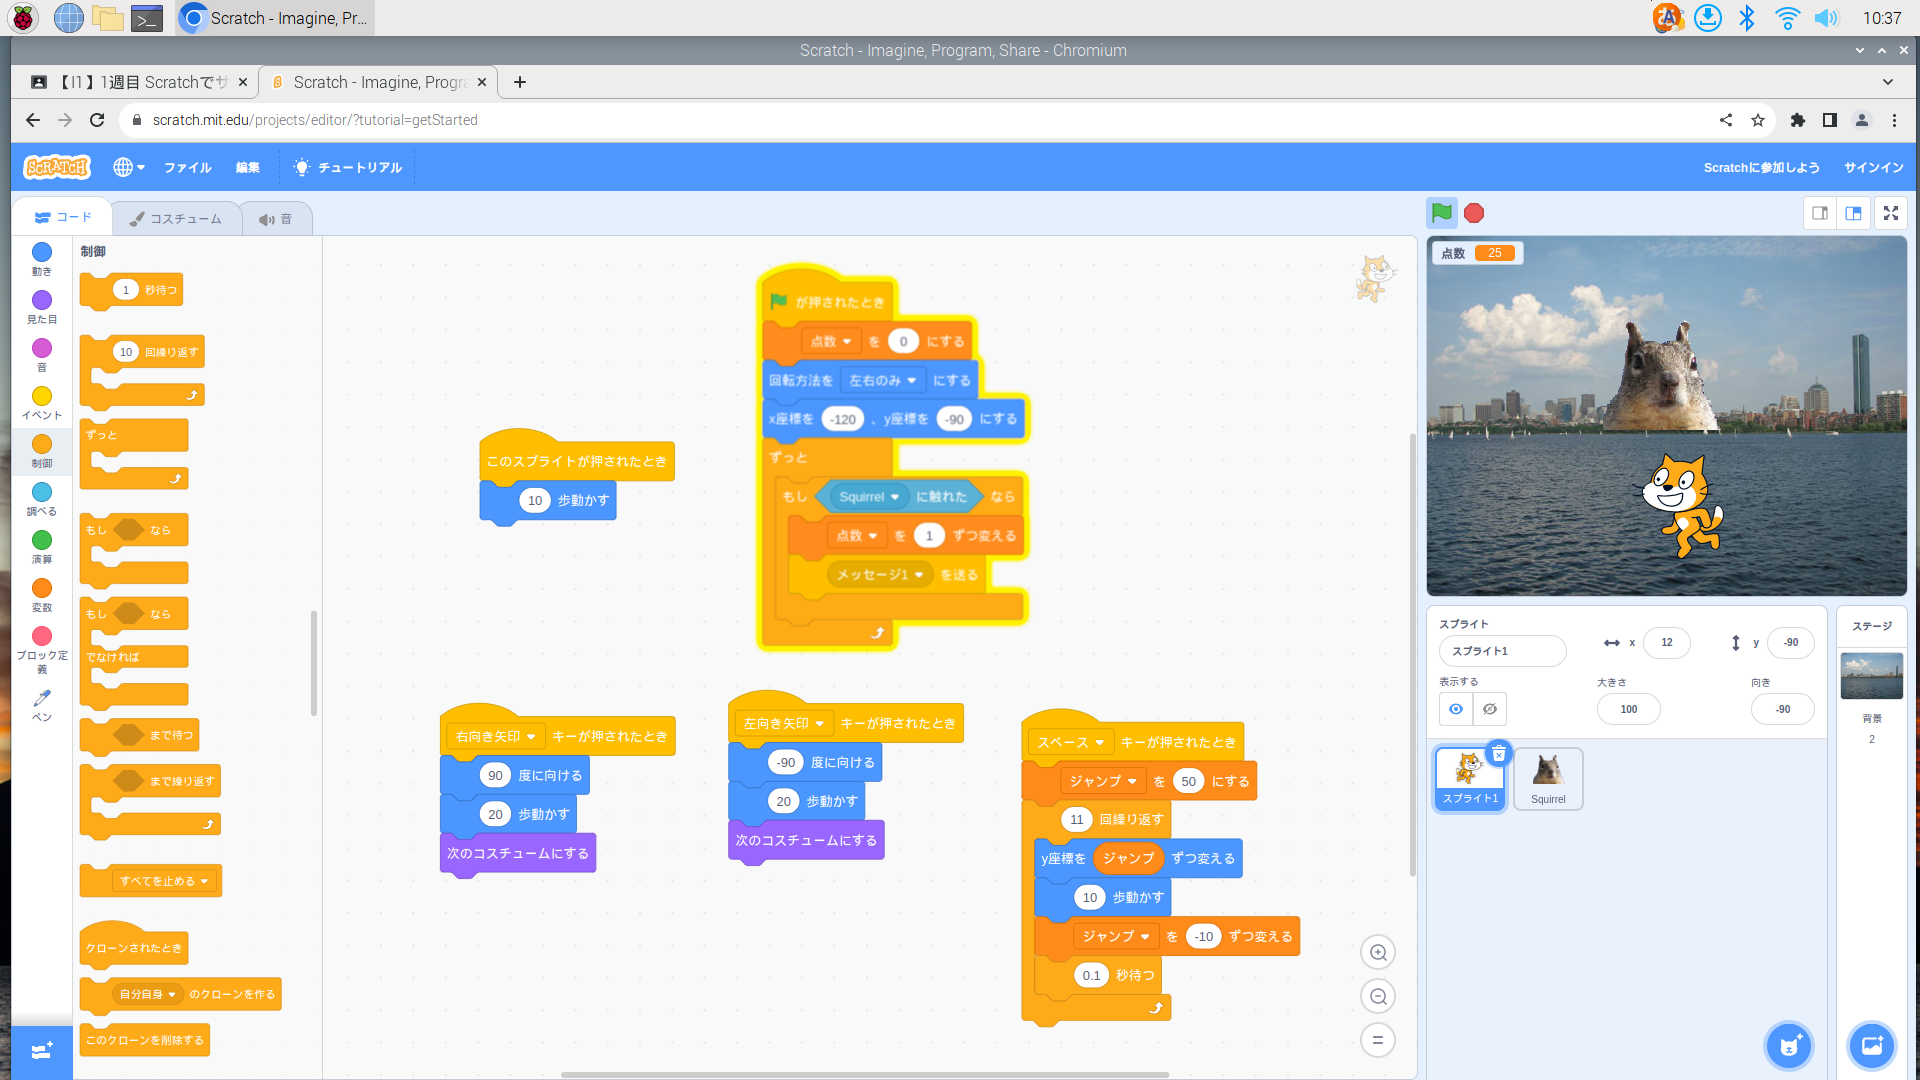 Scratch - Imagine, Pr...
10:37
Scratch - Imagine, Program, Share - Chromium
【I1】1週目 Scratchでサ
Scratch - Imagine, Progra
scratch.mit.edu/projects/editor/?tutorial=getStarted
SCRATCH
ファイル
編集
チュートリアル
Scratchに参加しよう
サインイン
コード
コスチューム
音
動き
見た目
音
イベント
制御
調べる
演算
変数
ブロック定義
ペン
制御
1 秒待つ
10 回繰り返す
ずっと
もし なら
もし なら
でなければ
まで待つ
まで繰り返す
すべてを止める
クローンされたとき
自分自身 のクローンを作る
このクローンを削除する
このスプライトが押されたとき
10 歩動かす
が押されたとき
点数 を 0 にする
回転方法を 左右のみ にする
x座標を -120 、y座標を -90 にする
ずっと
もし Squirrel に触れた なら
点数 を 1 ずつ変える
メッセージ1 を送る
右向き矢印 キーが押されたとき
90 度に向ける
20 歩動かす
次のコスチュームにする
左向き矢印 キーが押されたとき
-90 度に向ける
20 歩動かす
次のコスチュームにする
スペース キーが押されたとき
ジャンプ を 50 にする
11 回繰り返す
y座標を ジャンプ ずつ変える
10 歩動かす
ジャンプ を -10 ずつ変える
0.1 秒待つ
点数 25
スプライト
スプライト1
x 12
y -90
表示する
大きさ
100
向き
-90
スプライト1
Squirrel
ステージ
背景
2